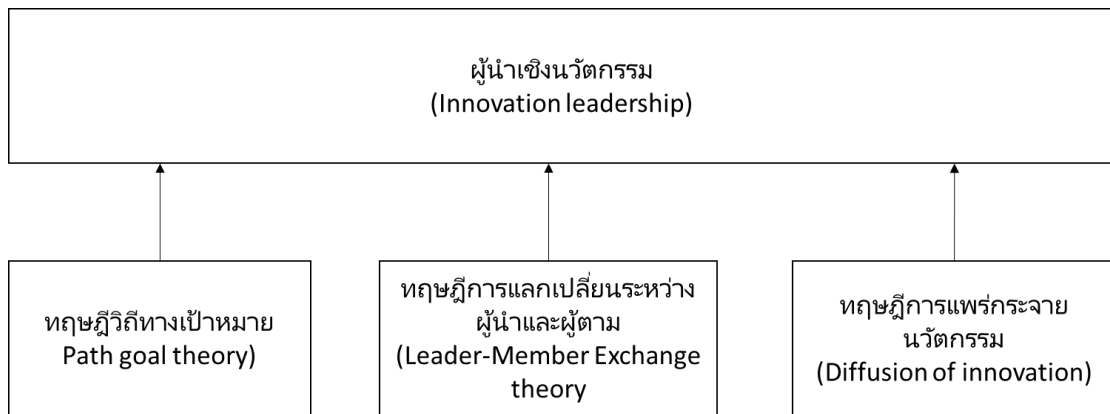 ผู้นำเชิงนวัตกรรม
(Innovation leadership)
ทฤษฎีวิถีทางเป้าหมาย
Path goal theory)
ทฤษฎีการแลกเปลี่ยนระหว่าง
ผู้นำและผู้ตาม
(Leader-Member Exchange
theory
ทฤษฎีการแพร่กระจาย
นวัตกรรม
(Diffusion of innovation)